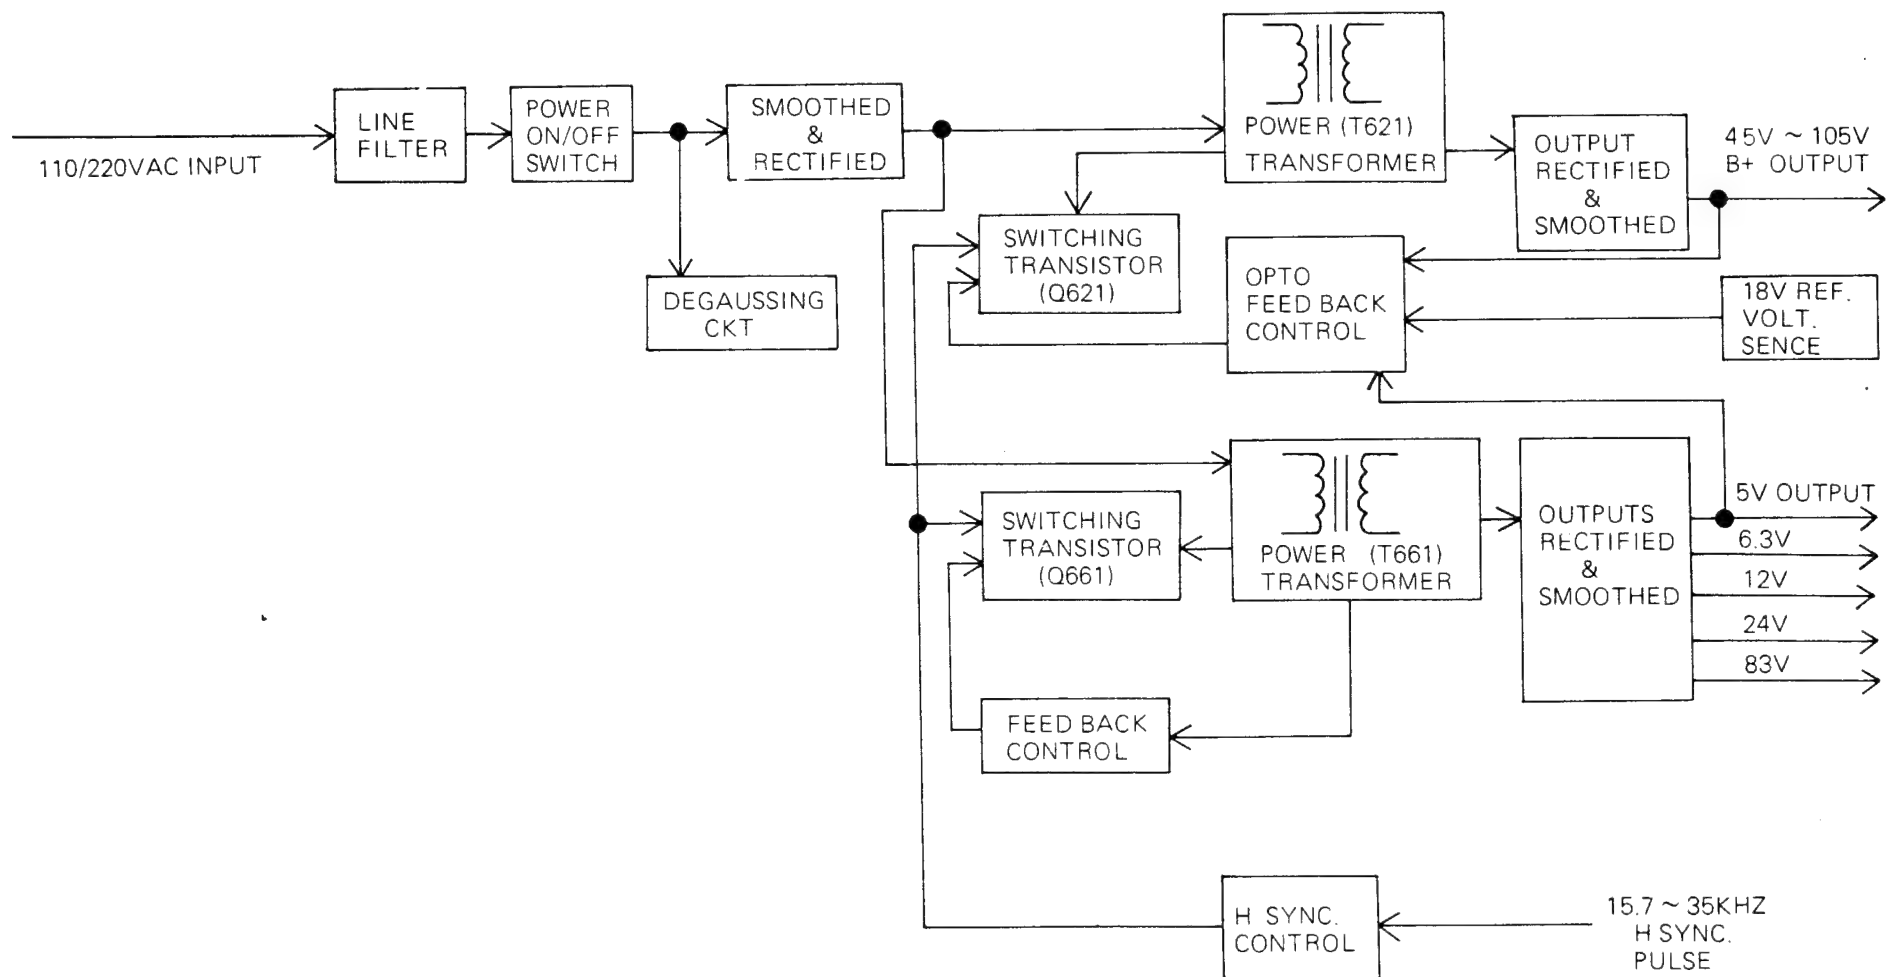 110/220VAC INPUT
LINE
FILTER
POWER
ON/OFF
SWITCH
SMOOTHED
&
RECTIFIED
DEGAUSSING
CKT
POWER (T621)
TRANSFORMER
OUTPUT
RECTIFIED
&
SMOOTHED
45V ~ 105V
B+ OUTPUT
SWITCHING
TRANSISTOR
(Q621)
OPTO
FEED BACK
CONTROL
18V REF.
VOLT.
SENCE
SWITCHING
TRANSISTOR
(Q661)
POWER (T661)
TRANSFORMER
OUTPUTS
RECTIFIED
&
SMOOTHED
5V OUTPUT
6.3V
12V
24V
83V
FEED BACK
CONTROL
H SYNC.
CONTROL
15.7 ~ 35KHZ
H SYNC.
PULSE